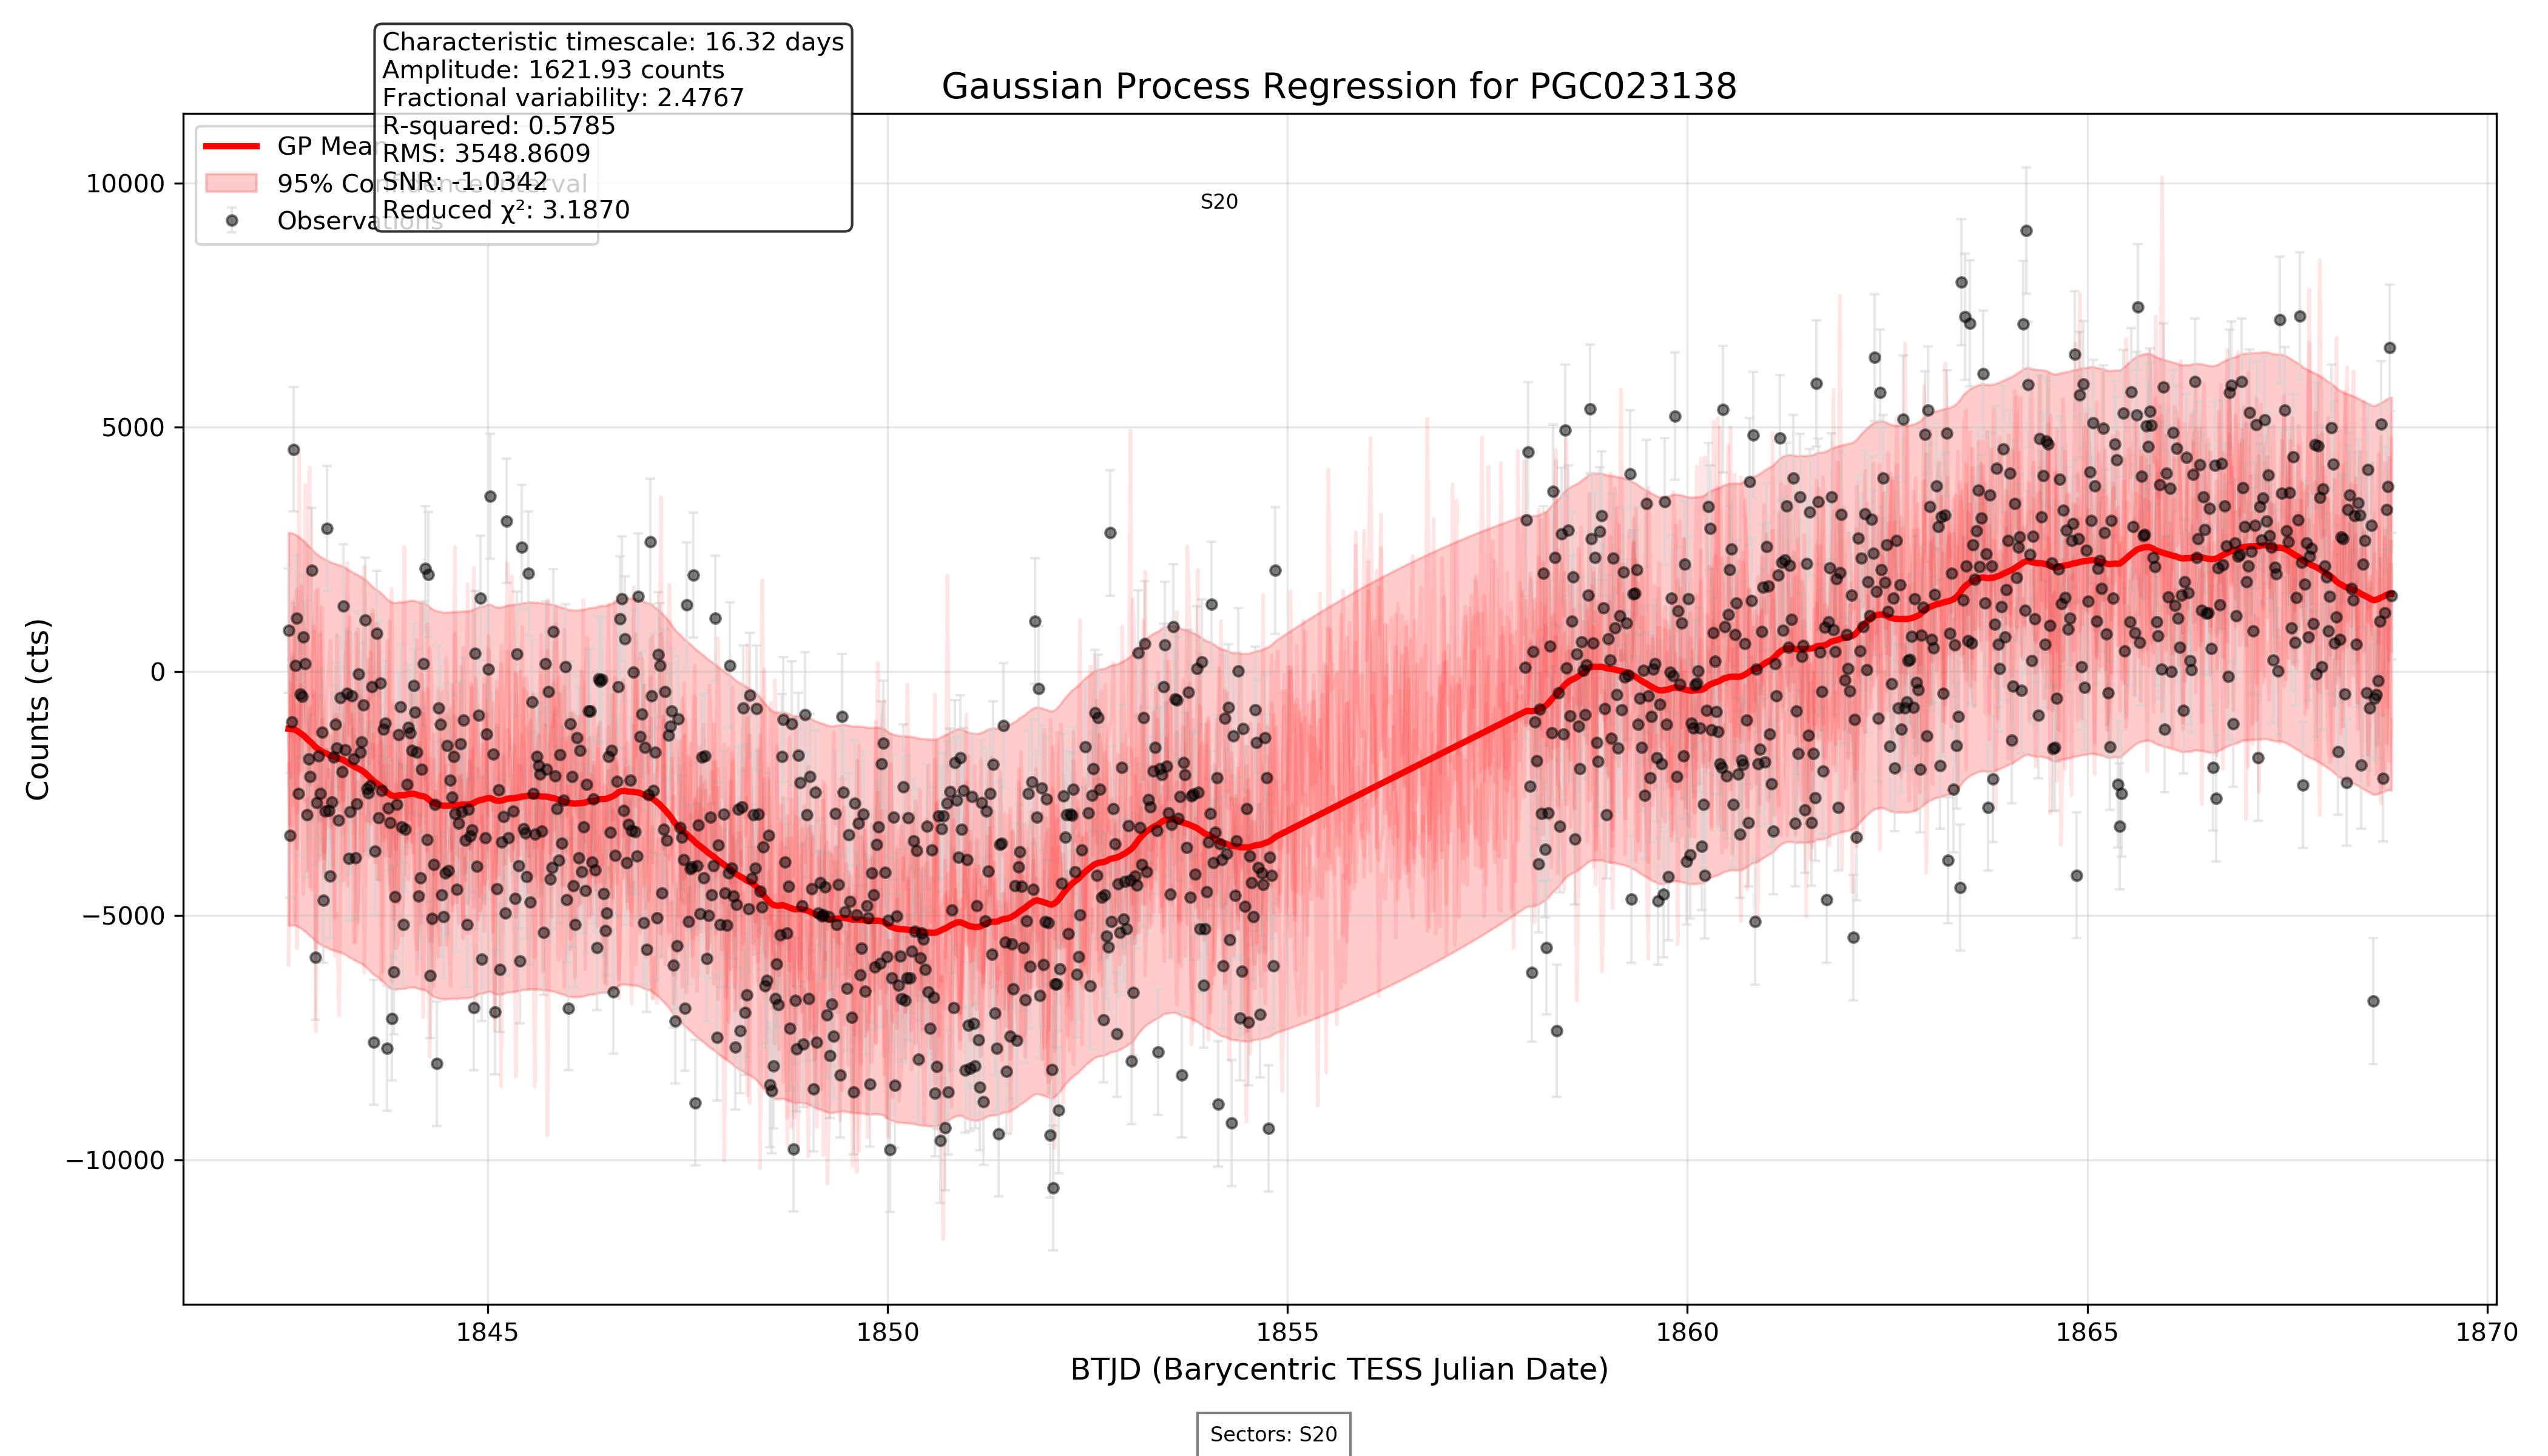 Characteristic timescale: 16.32 days
Amplitude: 1621.93 counts
Fractional variability: 2.4767
R-squared: 0.5785
RMS: 3548.8609
SNR: -1.0342
Reduced χ²: 3.1870
Gaussian Process Regression for PGC023138
GP Mean
95% Confidence Interval
Observations
S20
10000
5000
0
−5000
−10000
Counts (cts)
1845
1850
1855
1860
1865
1870
BTJD (Barycentric TESS Julian Date)
Sectors: S20